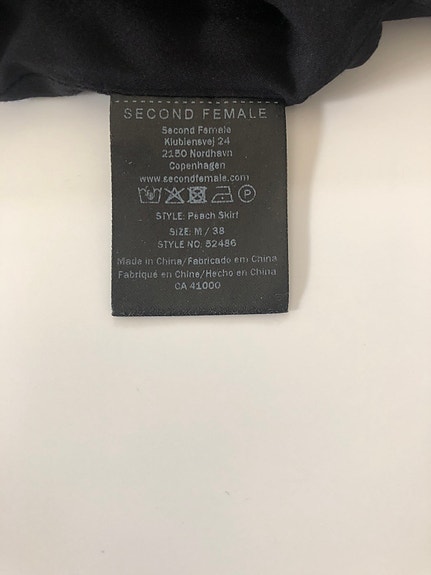 SECOND FEMALE
Second Female
Klubiensvej 24
2150 Nordhavn
Copenhagen
www.secondfemale.com
P
STYLE: Peach Skirt
SIZE: M / 38
STYLE NO: 52486
Made in China/Fabricado em China
Fabriqué en Chine/Hecho en China
CA 41000